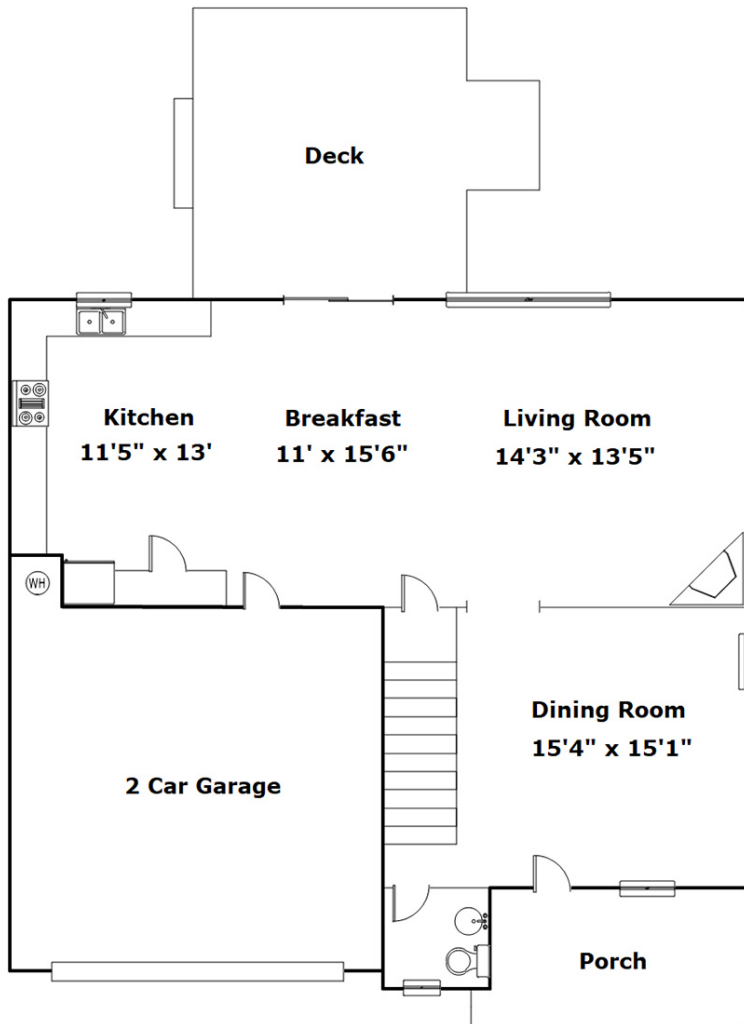 Deck
Kitchen
11'5" x 13'
Breakfast
11' x 15'6"
Living Room
14'3" x 13'5"
WH
Dining Room
15'4" x 15'1"
2 Car Garage
Porch